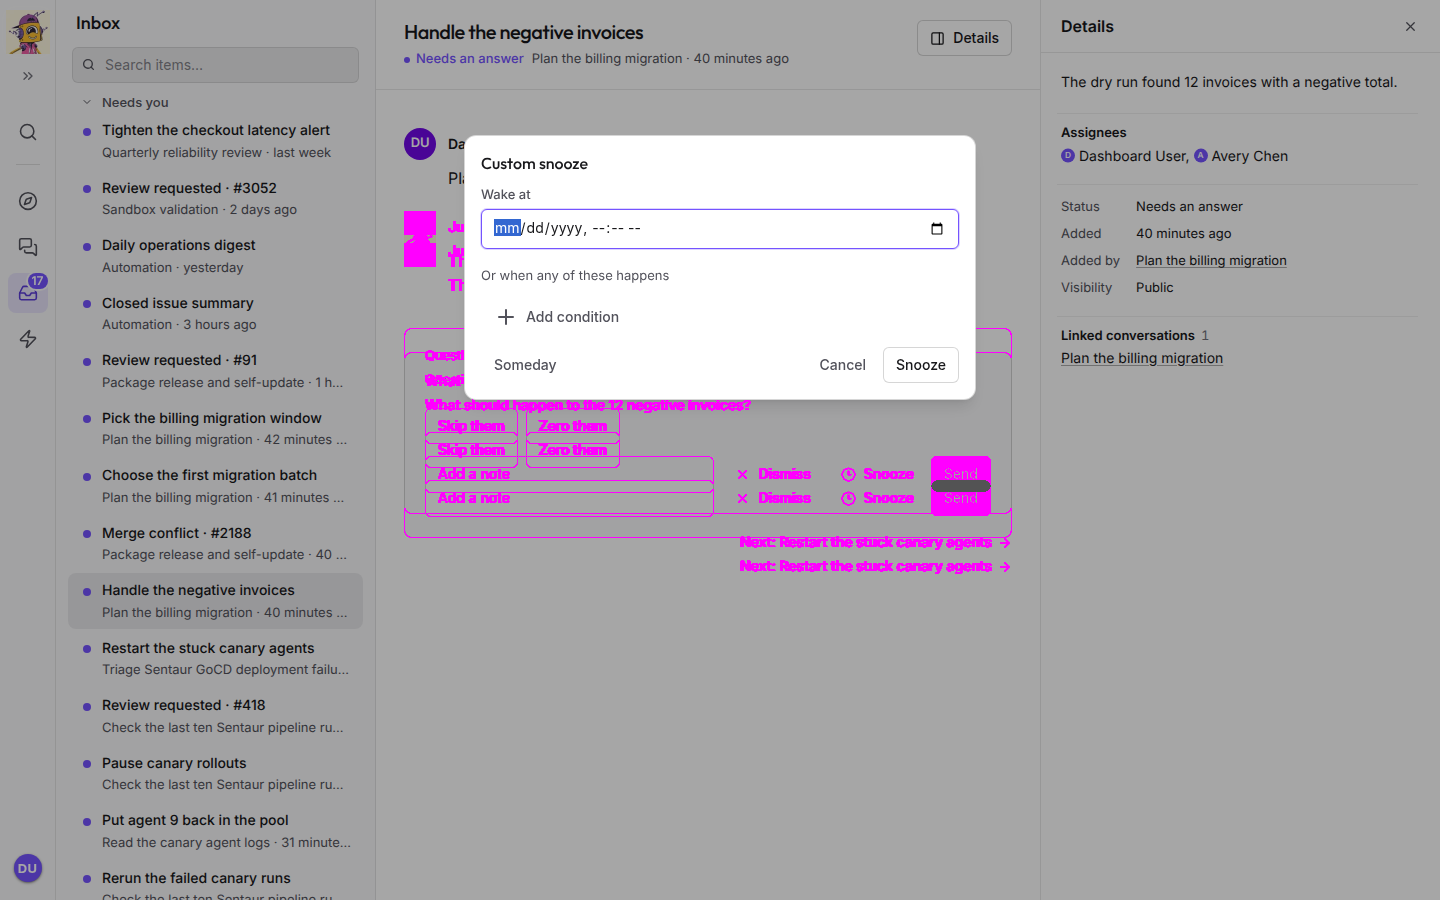 Inbox
Search items...
Needs you
Tighten the checkout latency alert
Quarterly reliability review · last week
Review requested · #3052
Sandbox validation · 2 days ago
Daily operations digest
Automation · yesterday
Closed issue summary
Automation · 3 hours ago
Review requested · #91
Package release and self-update · 1 h...
Pick the billing migration window
Plan the billing migration · 42 minutes ...
Choose the first migration batch
Plan the billing migration · 41 minutes ...
Merge conflict · #2188
Package release and self-update · 40 ...
Handle the negative invoices
Plan the billing migration · 40 minutes ...
Restart the stuck canary agents
Triage Sentaur GoCD deployment failu...
Review requested · #418
Check the last ten Sentaur pipeline ru...
Pause canary rollouts
Check the last ten Sentaur pipeline ru...
Put agent 9 back in the pool
Read the canary agent logs · 31 minute...
Rerun the failed canary runs
Check the last ten Sentaur pipeline ru...
17
DU
Handle the negative invoices
Needs an answer Plan the billing migration · 40 minutes ago
Details
DU
Custom snooze
Wake at
mm/dd/yyyy, --:-- --
Or when any of these happens
Add condition
Someday
Cancel
Snooze
What should happen to the 12 negative invoices?
Skip them Zero them
Skip them Zero them
Add a note Dismiss Snooze Send
Add a note Dismiss Snooze Send
Next: Restart the stuck canary agents →
Next: Restart the stuck canary agents →
Details
The dry run found 12 invoices with a negative total.
Assignees
D Dashboard User, A Avery Chen
Status Needs an answer
Added 40 minutes ago
Added by Plan the billing migration
Visibility Public
Linked conversations 1
Plan the billing migration